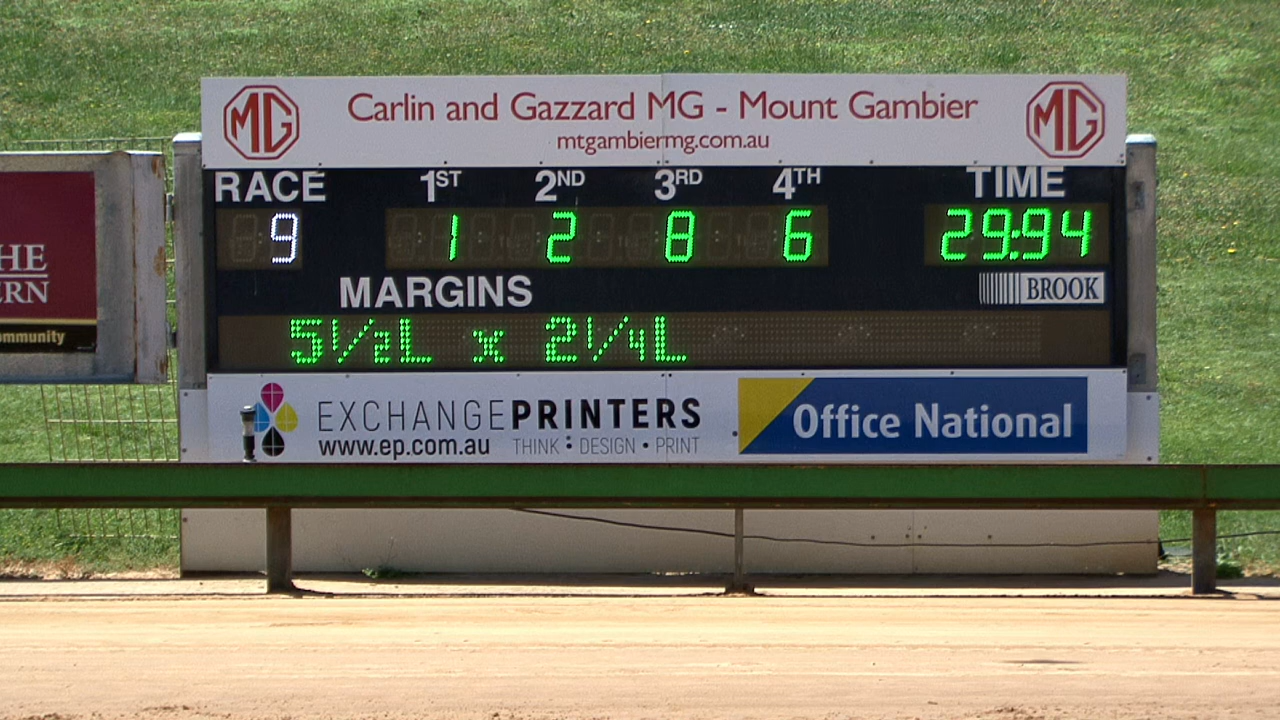 MG Carlin and Gazzard MG - Mount Gambier MG
mtgambiermg.com.au
RACE 1ST 2ND 3RD 4TH TIME
9 1 2 8 6 29:94
MARGINS
BROOK
5½L x 2¼L
HE
RN
mmunity
EXCHANGEPRINTERS
www.ep.com.au THINK : DESIGN • PRINT
Office National